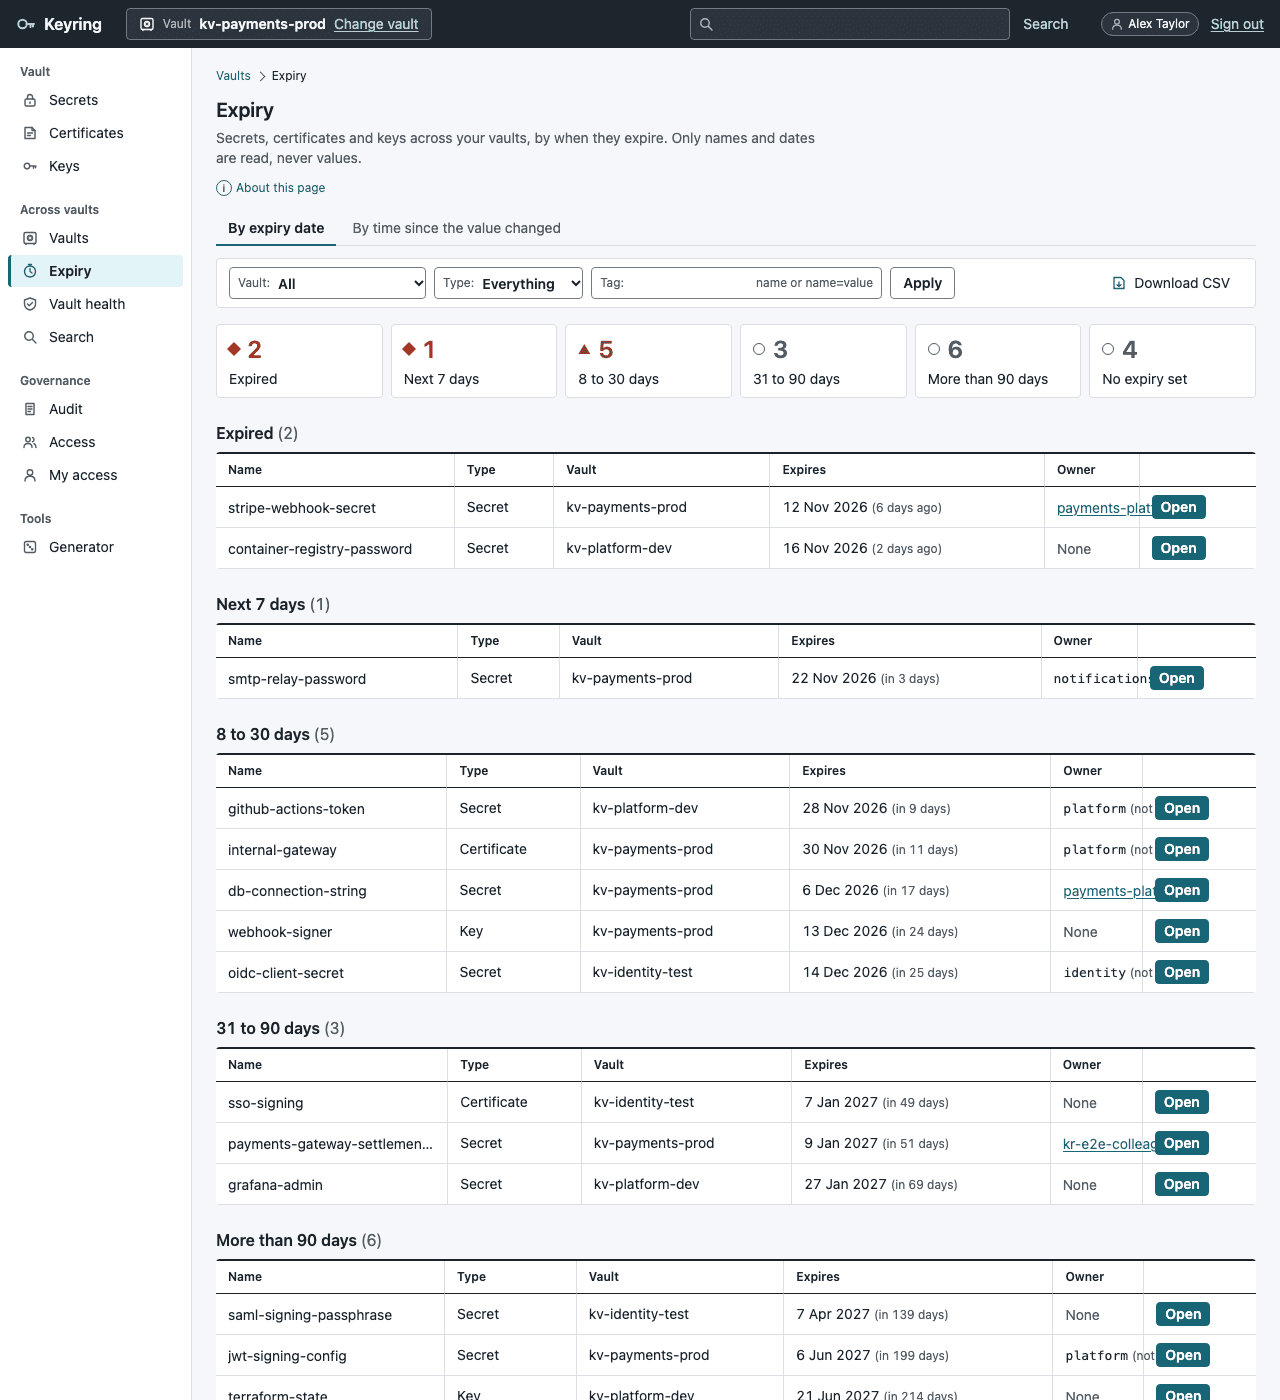 Keyring
Vault kv-payments-prod Change vault
Search
Alex Taylor
Sign out
Vault
Secrets
Certificates
Keys
Across vaults
Vaults
Expiry
Vault health
Search
Governance
Audit
Access
My access
Tools
Generator
Vaults > Expiry
Expiry
Secrets, certificates and keys across your vaults, by when they expire. Only names and dates
are read, never values.
About this page
By expiry date By time since the value changed
Vault: All Type: Everything Tag: name or name=value Apply Download CSV
2 1 5 3 6 4
Expired Next 7 days 8 to 30 days 31 to 90 days More than 90 days No expiry set
Expired (2)
Name Type Vault Expires Owner
stripe-webhook-secret Secret kv-payments-prod 12 Nov 2026 (6 days ago) payments-plat Open
container-registry-password Secret kv-platform-dev 16 Nov 2026 (2 days ago) None Open
Next 7 days (1)
Name Type Vault Expires Owner
smtp-relay-password Secret kv-payments-prod 22 Nov 2026 (in 3 days) notifications Open
8 to 30 days (5)
Name Type Vault Expires Owner
github-actions-token Secret kv-platform-dev 28 Nov 2026 (in 9 days) platform (not Open
internal-gateway Certificate kv-payments-prod 30 Nov 2026 (in 11 days) platform (not Open
db-connection-string Secret kv-payments-prod 6 Dec 2026 (in 17 days) payments-plat Open
webhook-signer Key kv-payments-prod 13 Dec 2026 (in 24 days) None Open
oidc-client-secret Secret kv-identity-test 14 Dec 2026 (in 25 days) identity (not Open
31 to 90 days (3)
Name Type Vault Expires Owner
sso-signing Certificate kv-identity-test 7 Jan 2027 (in 49 days) None Open
payments-gateway-settlemen... Secret kv-payments-prod 9 Jan 2027 (in 51 days) kr-e2e-colleag Open
grafana-admin Secret kv-platform-dev 27 Jan 2027 (in 69 days) None Open
More than 90 days (6)
Name Type Vault Expires Owner
saml-signing-passphrase Secret kv-identity-test 7 Apr 2027 (in 139 days) None Open
jwt-signing-config Secret kv-payments-prod 6 Jun 2027 (in 199 days) platform (not Open
terraform-state Key kv-platform-dev 21 Jun 2027 (in 214 days) None Open